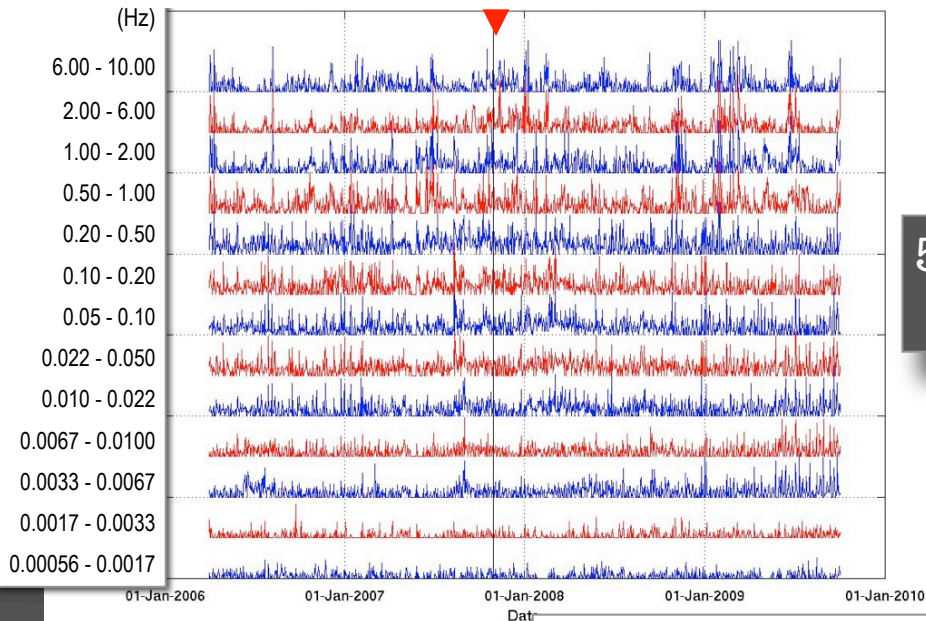 (Hz)
6.00 - 10.00
2.00 - 6.00
1.00 - 2.00
0.50 - 1.00
0.20 - 0.50
0.10 - 0.20
0.05 - 0.10
0.022 - 0.050
0.010 - 0.022
0.0067 - 0.0100
0.0033 - 0.0067
0.0017 - 0.0033
0.00056 - 0.0017
01-Jan-2006 01-Jan-2007 01-Jan-2008 01-Jan-2009 01-Jan-2010